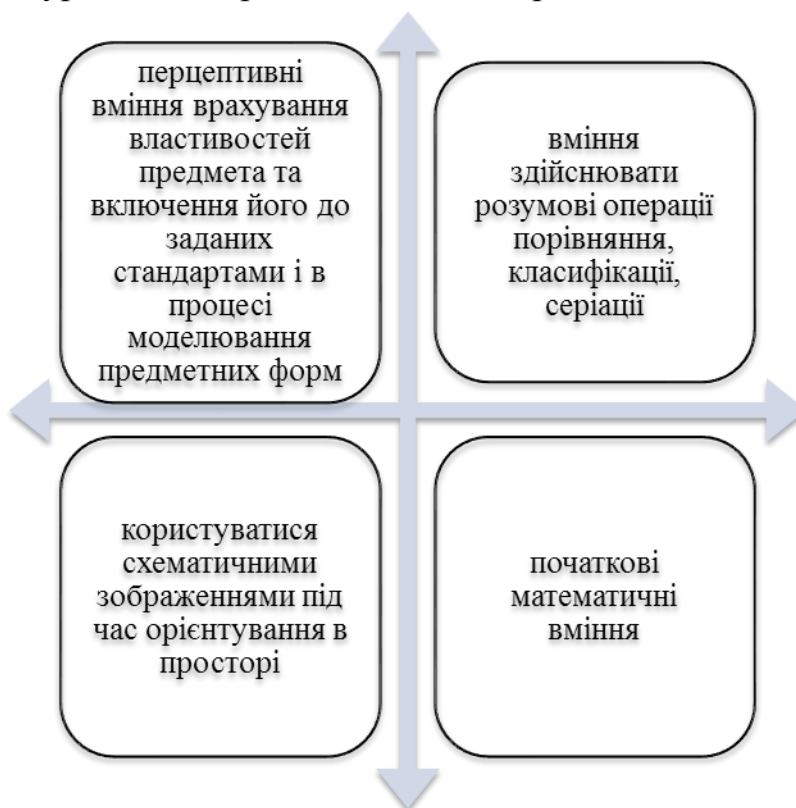 перцептивні
вміння врахування
властивостей
предмета та
включення його до
заданих
стандартами і в
процесі
моделювання
предметних форм
вміння
здійснювати
розумові операції
порівняння,
класифікації,
серіації
користуватися
схематичними
зображеннями під
час орієнтування в
просторі
початкові
математичні
вміння